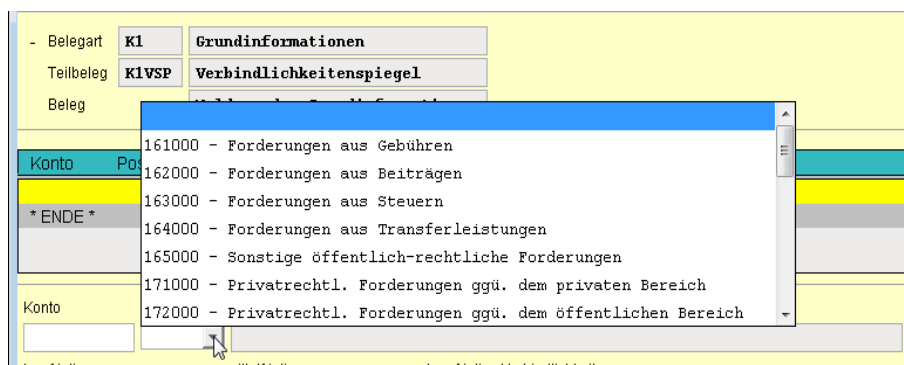 - Belegart K1 Grundinformationen
Teilbeleg K1VSP Verbindlichkeitenspiegel
Beleg
Konto Pos
161000 - Forderungen aus Gebühren
162000 - Forderungen aus Beiträgen
163000 - Forderungen aus Steuern
* ENDE *
164000 - Forderungen aus Transferleistungen
165000 - Sonstige öffentlich-rechtliche Forderungen
171000 - Privatrechtl. Forderungen ggü. dem privaten Bereich
172000 - Privatrechtl. Forderungen ggü. dem öffentlichen Bereich
Konto